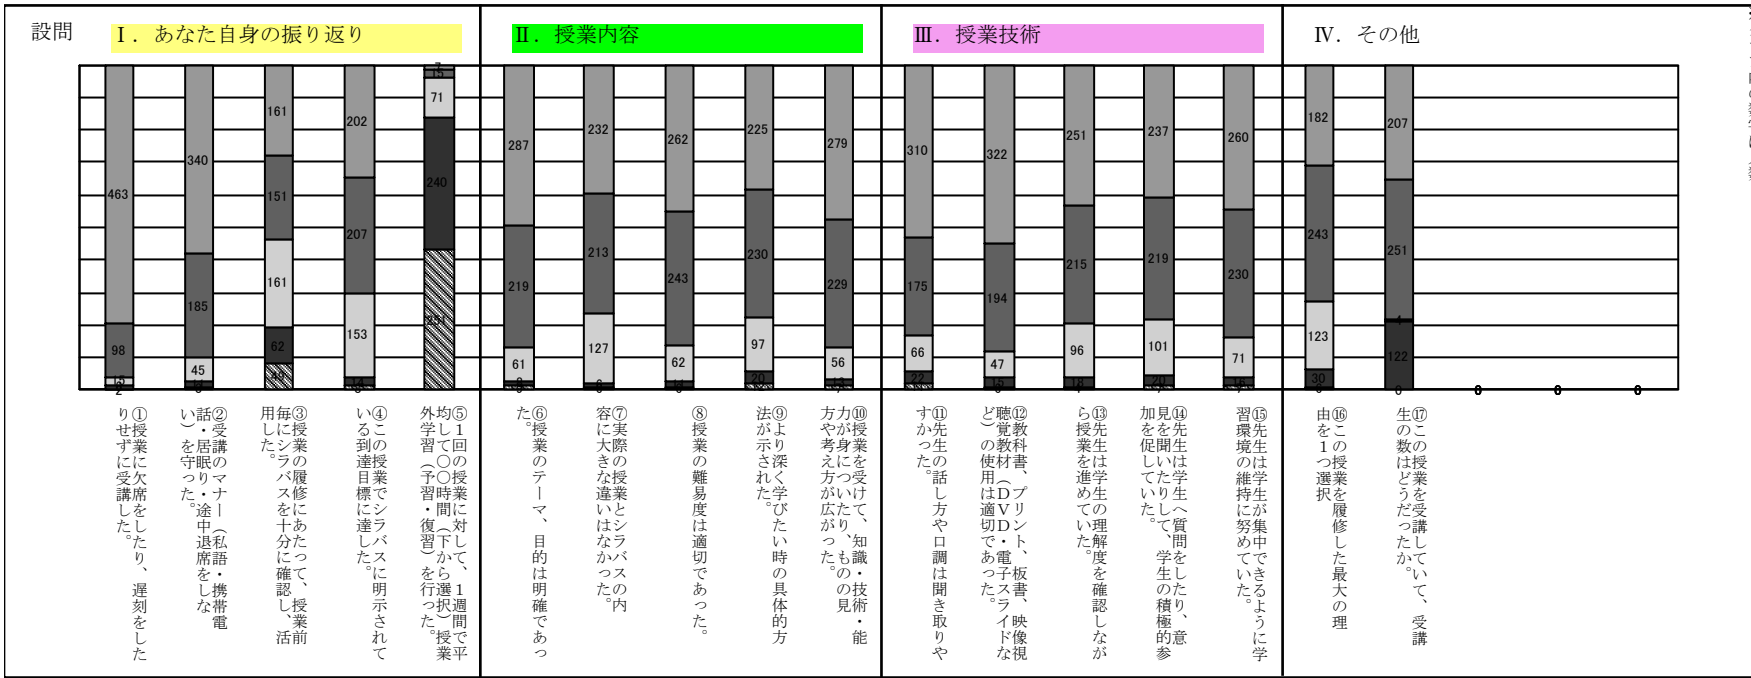 設問
Ⅰ．あなた自身の振り返り
Ⅱ．授業内容
Ⅲ．授業技術
Ⅳ．その他
463
98
15
2
340
185
45
161
151
161
62
49
202
207
153
14
7
15
71
240
251
287
219
61
232
213
127
262
243
62
225
230
97
20
279
229
56
13
310
175
66
22
322
194
47
15
251
215
96
18
237
219
101
20
260
230
71
16
182
243
123
30
207
251
4
122
0
0
0
0
①授業に欠席をしたり、遅刻をした
りせずに受講した。
②受講のマナー（私語・携帯電
話・居眠り・途中退席をしな
い）を守った。
③授業の履修にあたって、授業前
毎にシラバスを十分に確認し、活
用した。
④この授業でシラバスに明示されて
いる到達目標に達した。
⑤１回の授業に対して、１週間で平
均して〇〇時間（下から選択）授業
外学習（予習・復習）を行った。
⑥授業のテーマ、目的は明確であっ
た。
⑦実際の授業とシラバスの内
容に大きな違いはなかった。
⑧授業の難易度は適切であった。
⑨より深く学びたい時の具体的方
法が示された。
⑩授業を受けて、知識・技術・能
力が身についたり、ものの見
方や考え方が広がった。
⑪先生の話し方や口調は聞き取りや
すかった。
⑫教科書、プリント、板書、映像視
聴覚教材（ＤＶＤ・電子スライドな
ど）の使用は適切であった。
⑬先生は学生の理解度を確認しなが
ら授業を進めていた。
⑭先生は学生へ質問をしたり、意
見を聞いたりして、学生の積極的参
加を促していた。
⑮先生は学生が集中できるように学
習環境の維持に努めていた。
⑯この授業を履修した最大の理
由を１つ選択
⑰この授業を受講していて、受講
生の数はどうだったか。